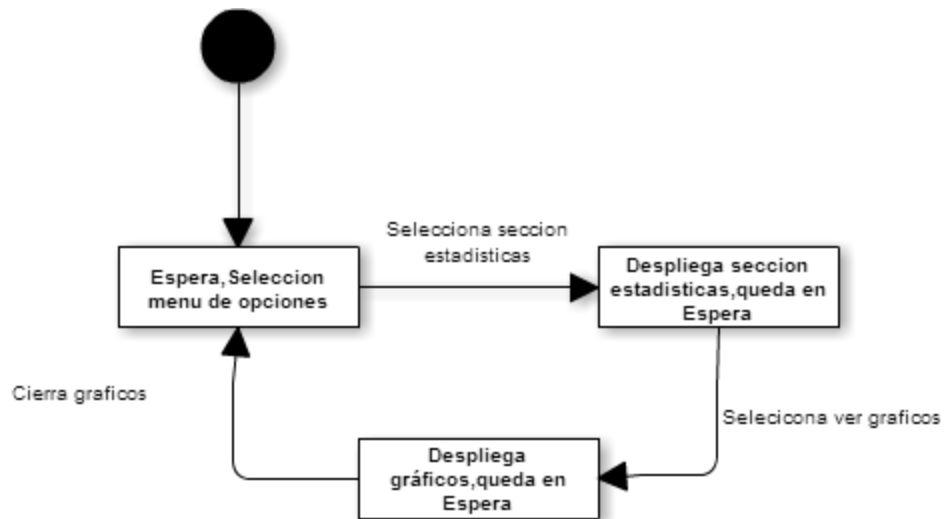 Selecciona seccion
estadisticas
Espera,Seleccion
menu de opciones
Despliega seccion
estadisticas,queda en
Espera
Cierra graficos
Selecicona ver graficos
Despliega
gráficos,queda en
Espera